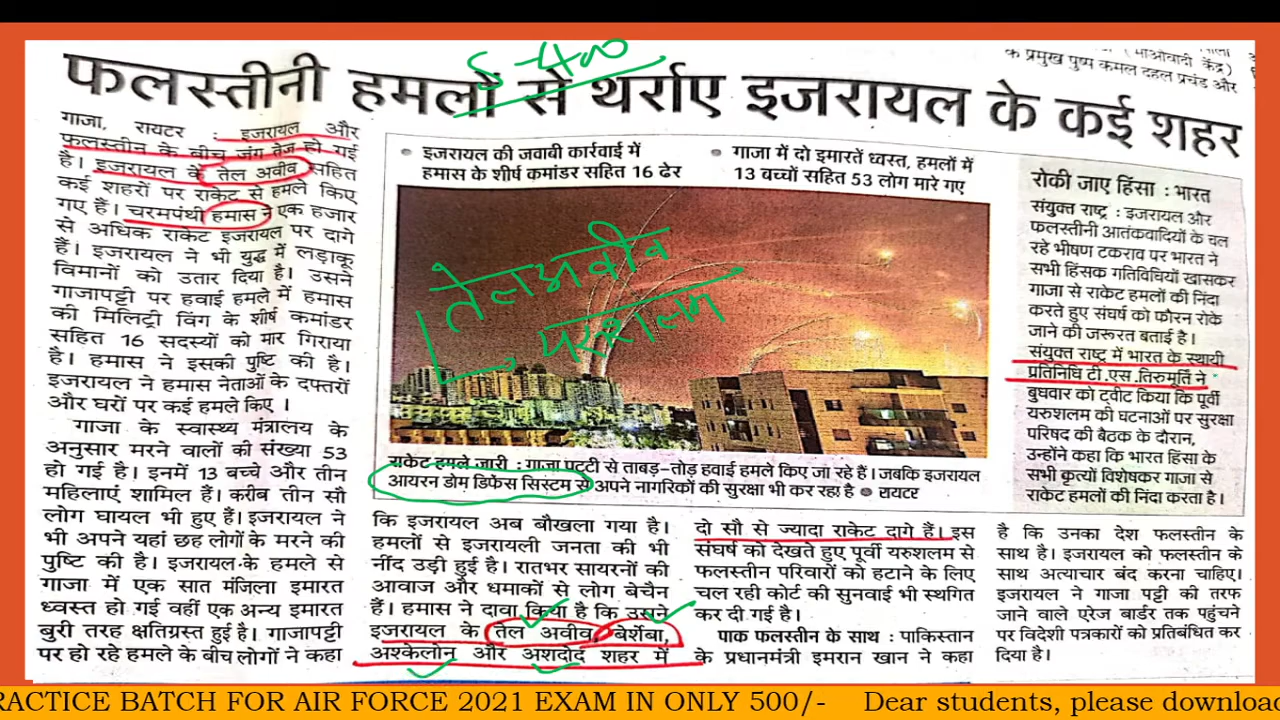 S-400
फलस्तीनी हमलों से थर्राए इजरायल के कई शहर
(माओवादी केंद्र)
क प्रमुख पुष्प कमल दहल प्रचंड और
गाजा, रायटर : इजरायल और
फलस्तीन के बीच जंग तेज हो गई
है। इजरायल के तेल अवीव सहित
कई शहरों पर राकेट से हमले किए
गए हैं। चरमपंथी हमास ने एक हजार
से अधिक राकेट इजरायल पर दागे
हैं। इजरायल ने भी युद्ध में लड़ाकू
विमानों को उतार दिया है। उसने
गाजापट्टी पर हवाई हमले में हमास
की मिलिट्री विंग के शीर्ष कमांडर
सहित 16 सदस्यों को मार गिराया
है। हमास ने इसकी पुष्टि की है।
इजरायल ने हमास नेताओं के दफ्तरों
और घरों पर कई हमले किए ।
गाजा के स्वास्थ्य मंत्रालय के
अनुसार मरने वालों की संख्या 53
हो गई है। इनमें 13 बच्चे और तीन
महिलाएं शामिल हैं। करीब तीन सौ
लोग घायल भी हुए हैं। इजरायल ने
भी अपने यहां छह लोगों के मरने की
पुष्टि की है। इजरायल के हमले से
गाजा में एक सात मंजिला इमारत
ध्वस्त हो गई वहीं एक अन्य इमारत
बुरी तरह क्षतिग्रस्त हुई है। गाजापट्टी
पर हो रहे हमले के बीच लोगों ने कहा
• इजरायल की जवाबी कार्रवाई में
हमास के शीर्ष कमांडर सहित 16 ढेर
• गाजा में दो इमारतें ध्वस्त, हमलों में
13 बच्चों सहित 53 लोग मारे गए
तेलअवीव
यरुशलम
राकेट हमले जारी : गाजा पट्टी से ताबड़-तोड़ हवाई हमले किए जा रहे हैं। जबकि इजरायल
आयरन डोम डिफेंस सिस्टम से अपने नागरिकों की सुरक्षा भी कर रहा है ● रायटर
कि इजरायल अब बौखला गया है।
हमलों से इजरायली जनता की भी
नींद उड़ी हुई है। रातभर सायरनों की
आवाज और धमाकों से लोग बेचैन
हैं। हमास ने दावा किया है कि उसने
इजरायल के तेल अवीव, बेर्शेबा,
अश्केलोन और अशदोद शहर में
दो सौ से ज्यादा राकेट दागे हैं। इस
संघर्ष को देखते हुए पूर्वी यरुशलम से
फलस्तीन परिवारों को हटाने के लिए
चल रही कोर्ट की सुनवाई भी स्थगित
कर दी गई है।
पाक फलस्तीन के साथ : पाकिस्तान
के प्रधानमंत्री इमरान खान ने कहा
है कि उनका देश फलस्तीन के
साथ है। इजरायल को फलस्तीन के
साथ अत्याचार बंद करना चाहिए।
इजरायल ने गाजा पट्टी की तरफ
जाने वाले एरेज बार्डर तक पहुंचने
पर विदेशी पत्रकारों को प्रतिबंधित कर
दिया है।
रोकी जाए हिंसा : भारत
संयुक्त राष्ट्र : इजरायल और
फलस्तीनी आतंकवादियों के चल
रहे भीषण टकराव पर भारत ने
सभी हिंसक गतिविधियों खासकर
गाजा से राकेट हमलों की निंदा
करते हुए संघर्ष को फौरन रोके
जाने की जरूरत बताई है।
संयुक्त राष्ट्र में भारत के स्थायी
प्रतिनिधि टी.एस. तिरुमूर्ति ने
बुधवार को ट्वीट किया कि पूर्वी
यरुशलम की घटनाओं पर सुरक्षा
परिषद की बैठक के दौरान,
उन्होंने कहा कि भारत हिंसा के
सभी कृत्यों विशेषकर गाजा से
राकेट हमलों की निंदा करता है।
RACTICE BATCH FOR AIR FORCE 2021 EXAM IN ONLY 500/- Dear students, please download